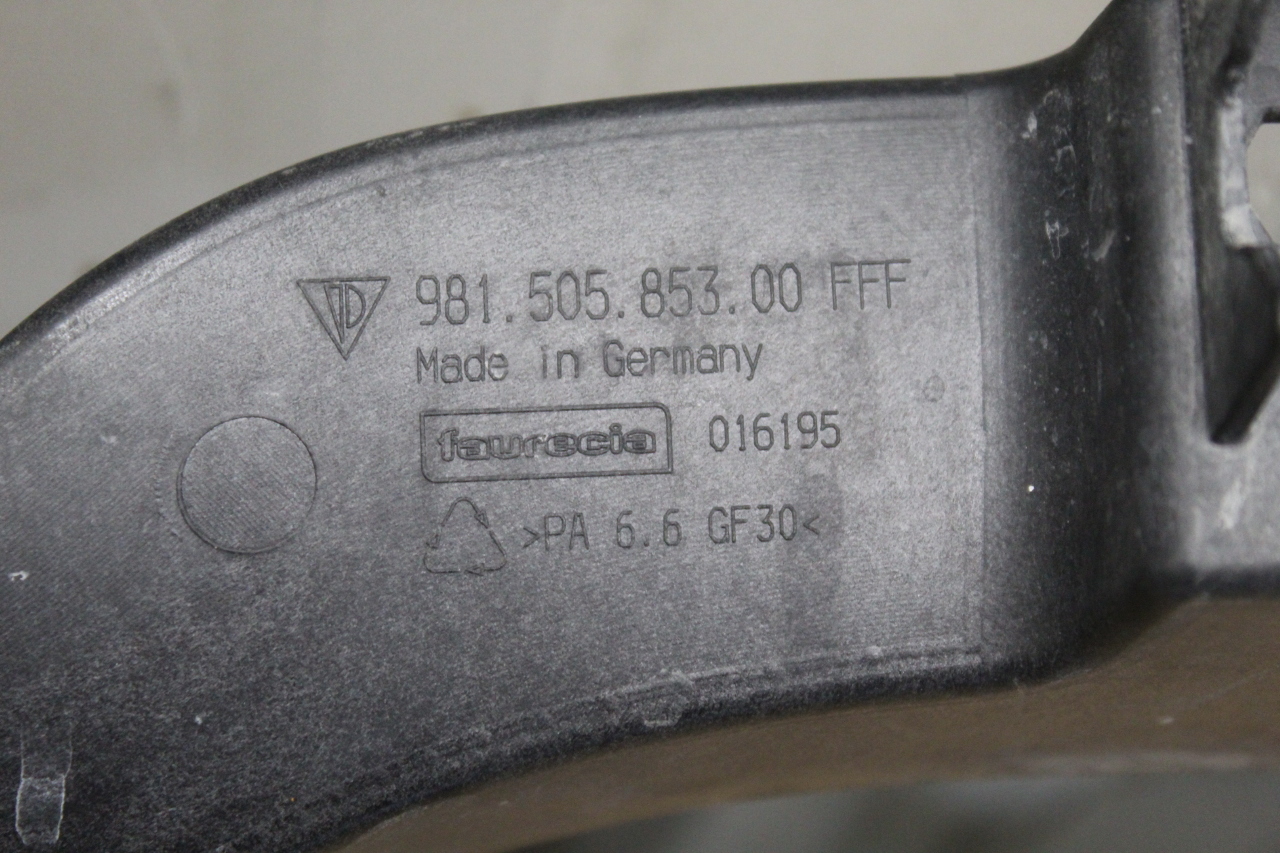 981.505.853.00 FFF
Made in Germany
faurecia 016195
>PA 6.6 GF30<